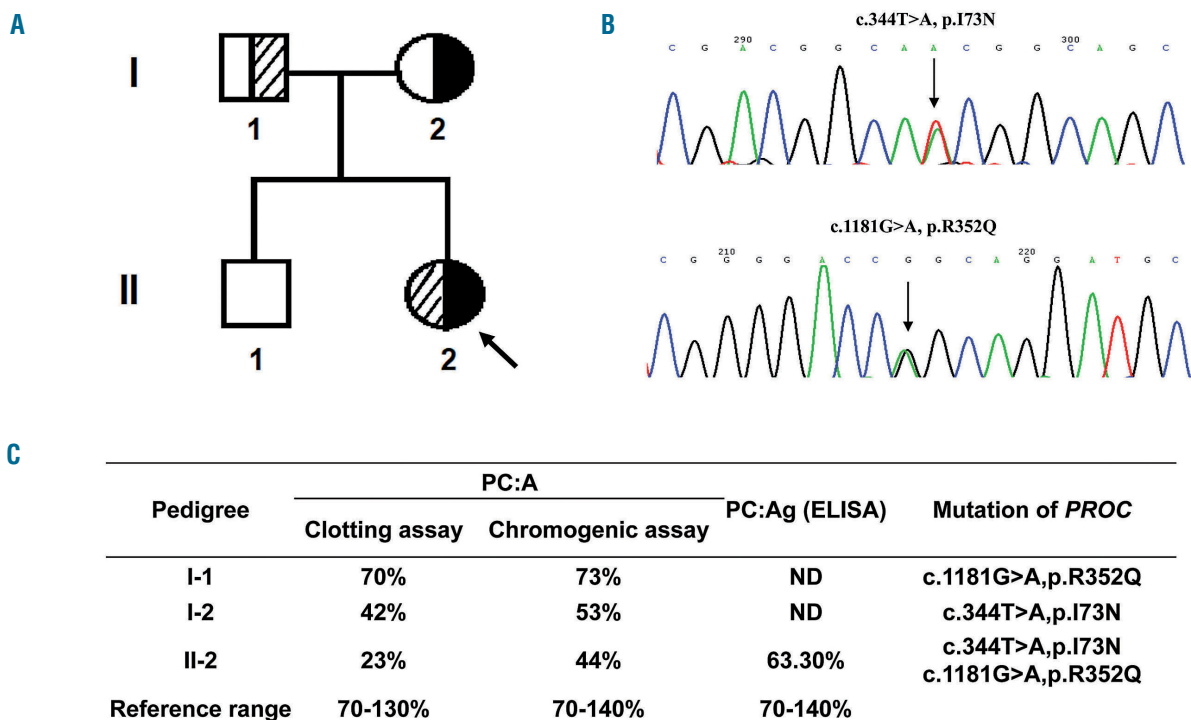 A
I
1
2
II
1
2
B
c.344T>A, p.I73N
290
300
C G A C G G C A A C G G C A G C
c.1181G>A, p.R352Q
210
220
C G G G G A C C G G C A G G A T G C
C
Pedigree
PC:A
PC:Ag (ELISA)
Mutation of PROC
Clotting assay
Chromogenic assay
I-1 70% 73% ND c.1181G>A,p.R352Q
I-2 42% 53% ND c.344T>A,p.I73N
II-2 23% 44% 63.30% c.344T>A,p.I73N
c.1181G>A,p.R352Q
Reference range 70-130% 70-140% 70-140%